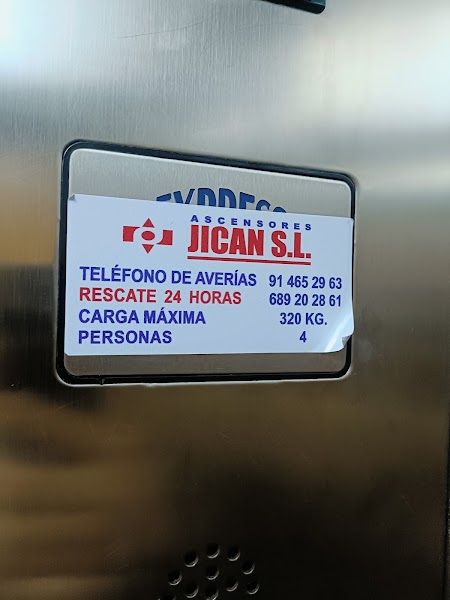 EXPRESS
ASCENSORES
JICAN S.L.
TELÉFONO DE AVERÍAS 91 465 29 63
RESCATE 24 HORAS 689 20 28 61
CARGA MÁXIMA 320 KG.
PERSONAS 4